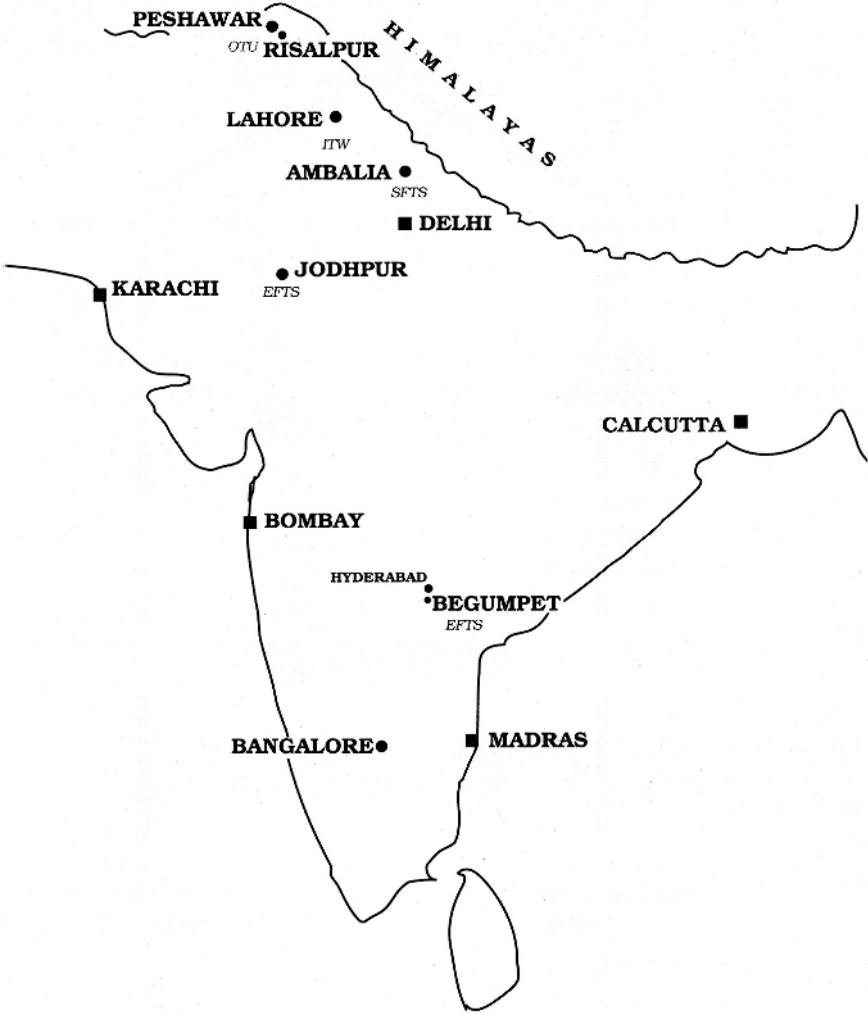 PESHAWAR
OTU RISALPUR
HIMALAYAS
LAHORE
ITW
AMBALIA
SFTS
DELHI
JODHPUR
EFTS
KARACHI
CALCUTTA
BOMBAY
HYDERABAD
BEGUMPET
EFTS
BANGALORE
MADRAS